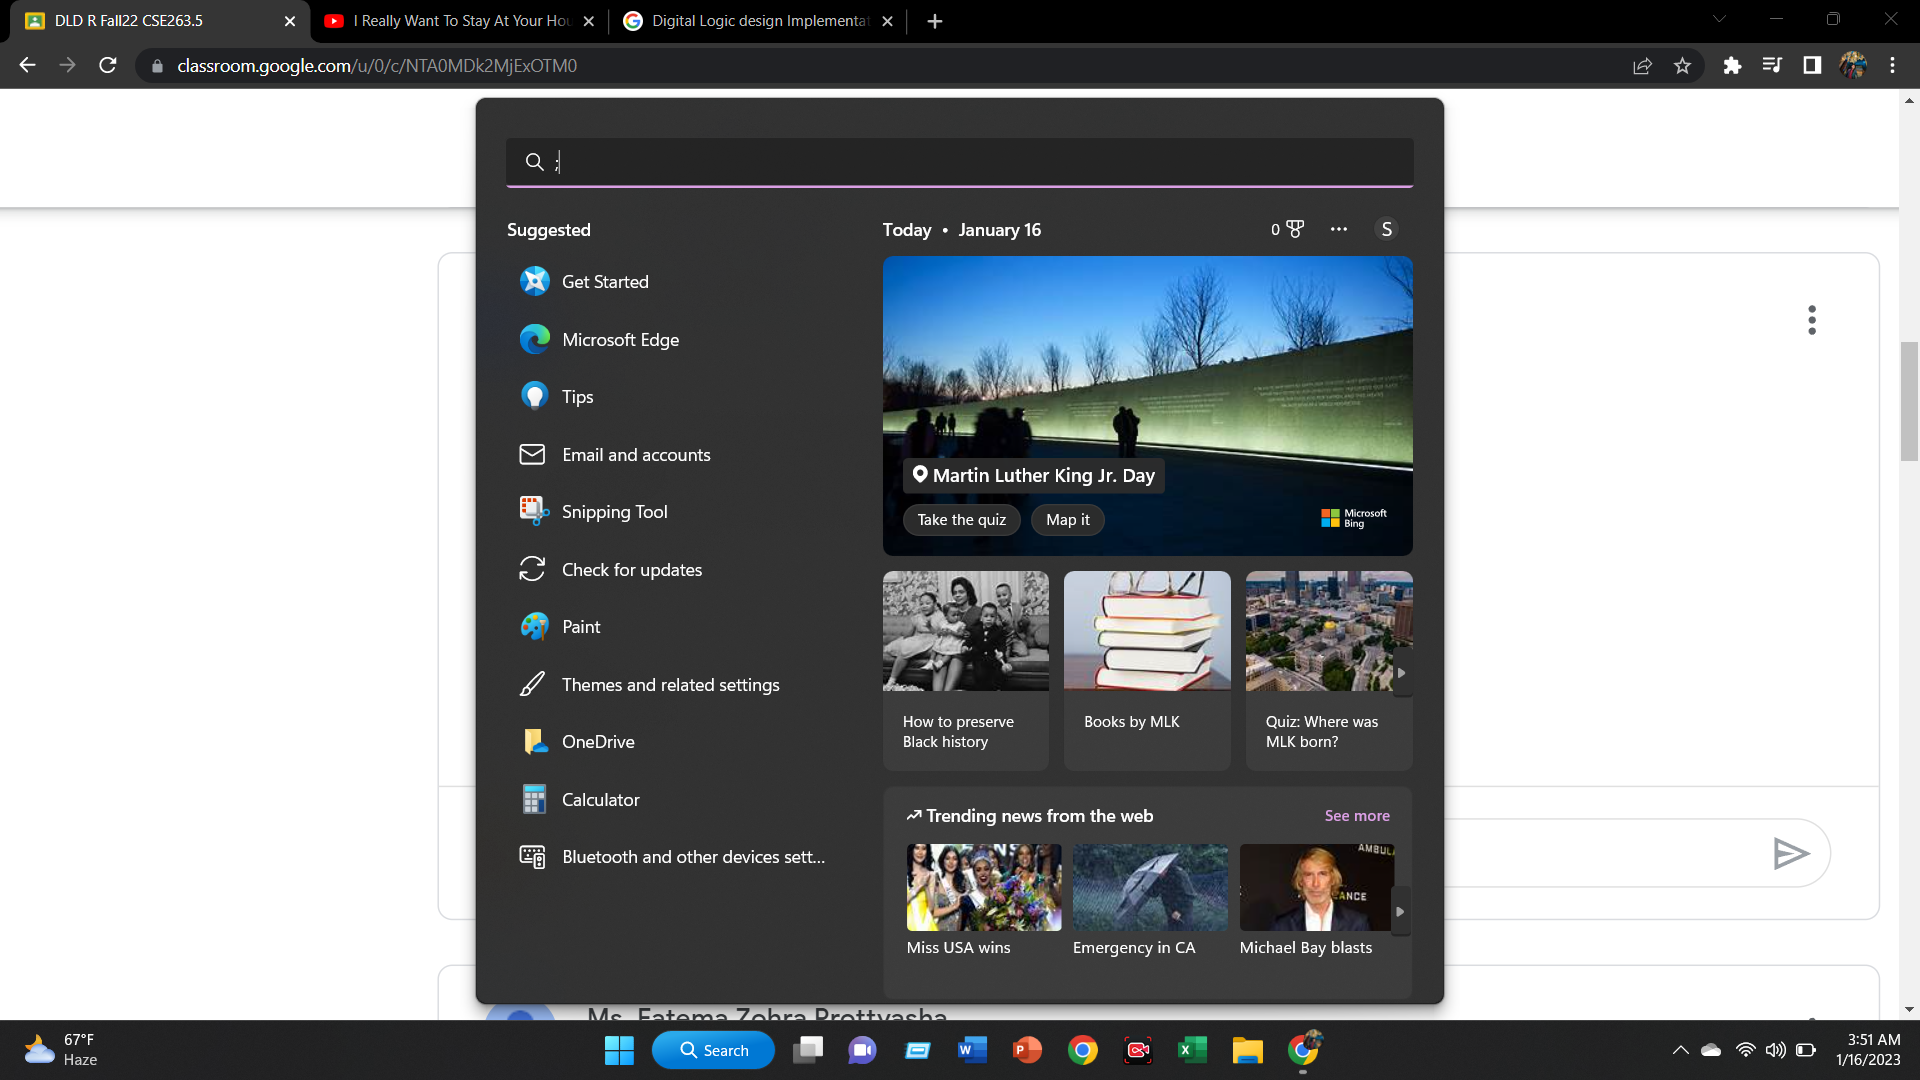 DLD R Fall22 CSE263.5
I Really Want To Stay At Your Hou
Digital Logic design Implementat
classroom.google.com/u/0/c/NTA0MDk2MjExOTM0
;
Suggested
Get Started
Microsoft Edge
Tips
Email and accounts
Snipping Tool
Check for updates
Paint
Themes and related settings
OneDrive
Calculator
Bluetooth and other devices sett...
Today • January 16
0
S
Martin Luther King Jr. Day
Take the quiz
Map it
Microsoft
Bing
How to preserve
Black history
Books by MLK
Quiz: Where was
MLK born?
Trending news from the web
See more
AMBULA
ANCE
Miss USA wins
Emergency in CA
Michael Bay blasts
Ms. Fatema Zohra Prottyasha
67°F
Haze
Search
3:51 AM
1/16/2023